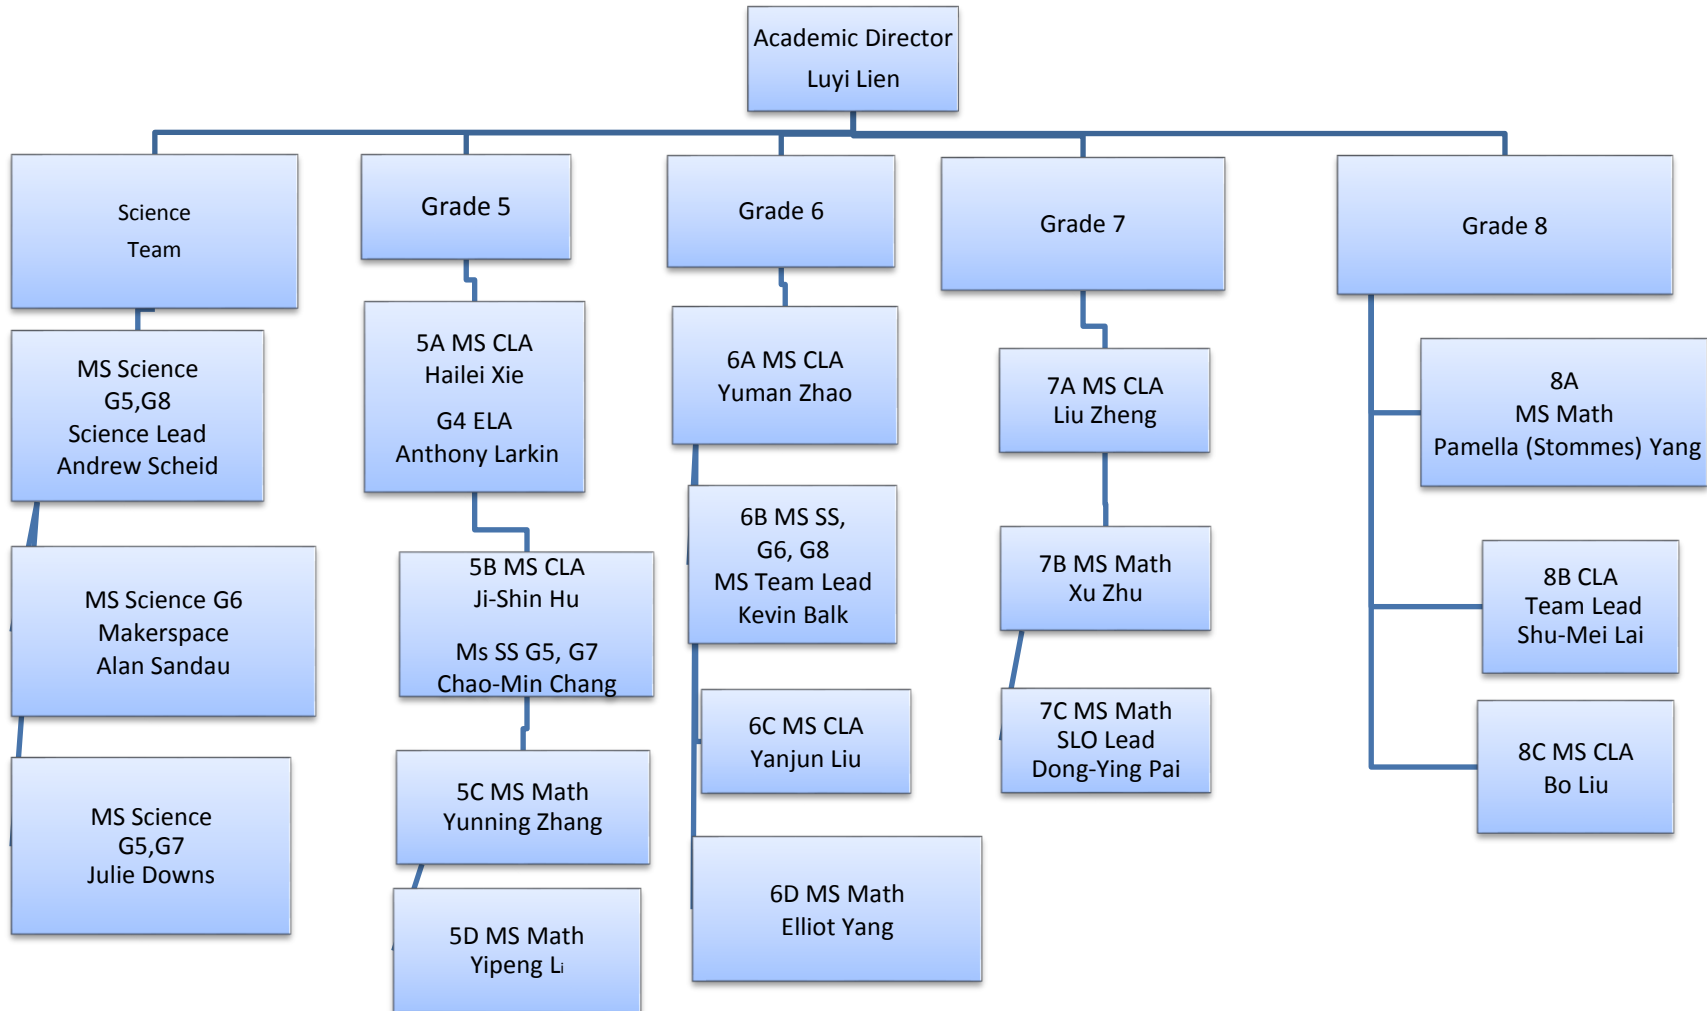 Academic Director
Luyi Lien
Science
Team
Grade 5
Grade 6
Grade 7
Grade 8
MS Science
G5,G8
Science Lead
Andrew Scheid
MS Science G6
Makerspace
Alan Sandau
MS Science
G5,G7
Julie Downs
5A MS CLA
Hailei Xie
G4 ELA
Anthony Larkin
5B MS CLA
Ji-Shin Hu
Ms SS G5, G7
Chao-Min Chang
5C MS Math
Yunning Zhang
5D MS Math
Yipeng Li
6A MS CLA
Yuman Zhao
6B MS SS,
G6, G8
MS Team Lead
Kevin Balk
6C MS CLA
Yanjun Liu
6D MS Math
Elliot Yang
7A MS CLA
Liu Zheng
7B MS Math
Xu Zhu
7C MS Math
SLO Lead
Dong-Ying Pai
8A
MS Math
Pamella (Stommes) Yang
8B CLA
Team Lead
Shu-Mei Lai
8C MS CLA
Bo Liu